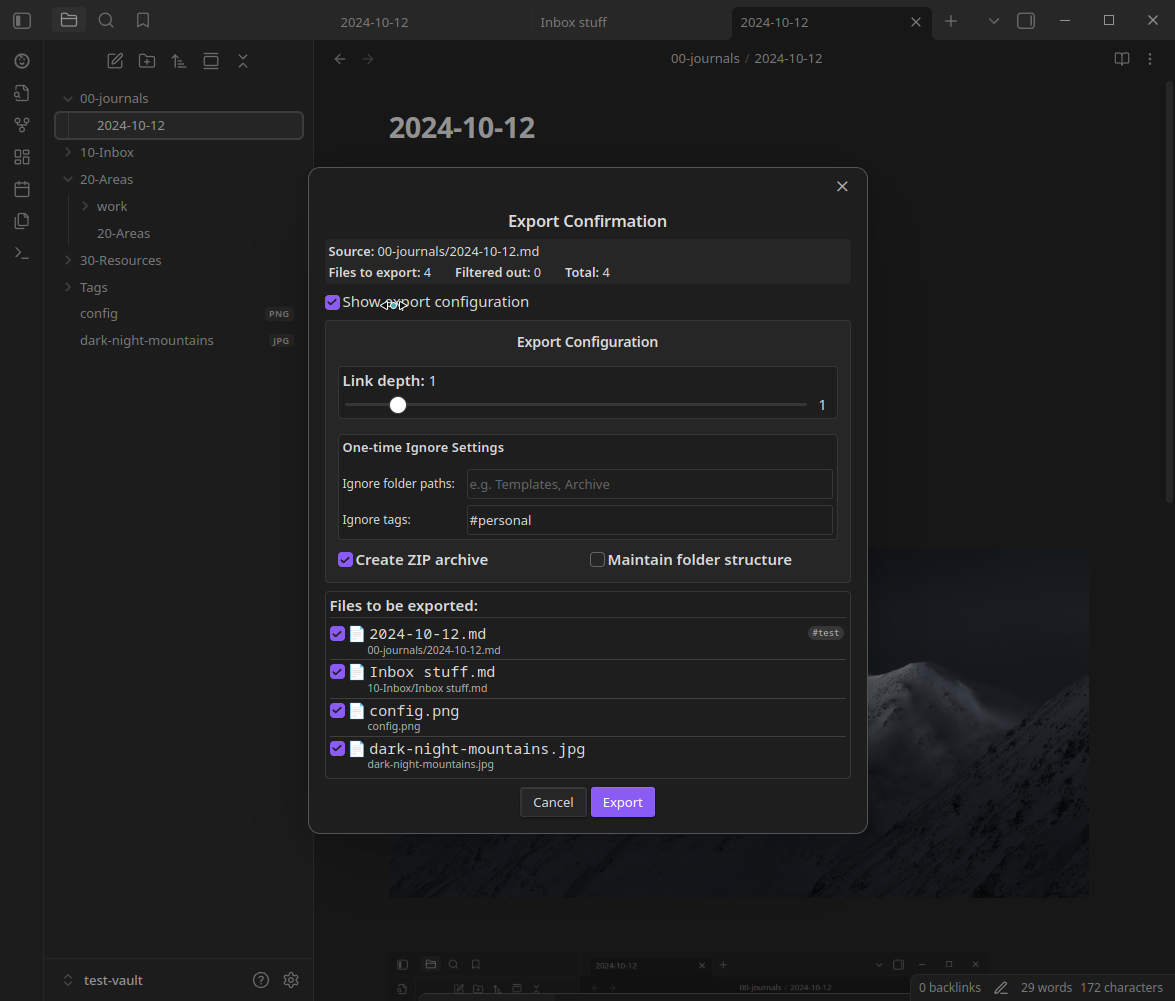 2024-10-12
Inbox stuff
2024-10-12
00-journals / 2024-10-12
00-journals
2024-10-12
10-Inbox
20-Areas
work
20-Areas
30-Resources
Tags
config PNG
dark-night-mountains JPG
test-vault
2024-10-12
Export Confirmation
Source: 00-journals/2024-10-12.md
Files to export: 4 Filtered out: 0 Total: 4
Show export configuration
Export Configuration
Link depth: 1
1
One-time Ignore Settings
Ignore folder paths: e.g. Templates, Archive
Ignore tags: #personal
Create ZIP archive Maintain folder structure
Files to be exported:
2024-10-12.md #test
00-journals/2024-10-12.md
Inbox stuff.md
10-Inbox/Inbox stuff.md
config.png
config.png
dark-night-mountains.jpg
dark-night-mountains.jpg
Cancel Export
2024-10-12
00-journals / 2024-10-12
0 backlinks 29 words 172 characters